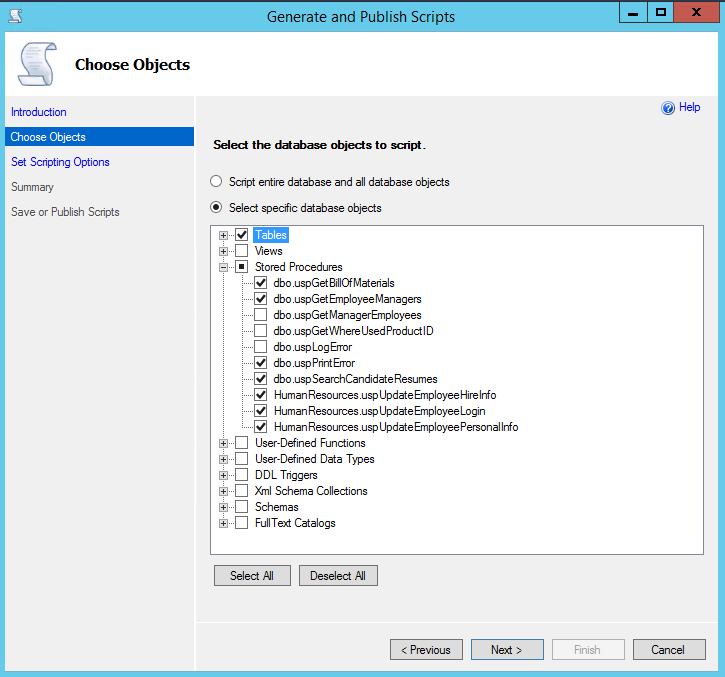 Generate and Publish Scripts
Choose Objects
Help
Introduction
Choose Objects
Set Scripting Options
Summary
Save or Publish Scripts
Select the database objects to script.
Script entire database and all database objects
Select specific database objects
Tables
Views
Stored Procedures
dbo.uspGetBillOfMaterials
dbo.uspGetEmployeeManagers
dbo.uspGetManagerEmployees
dbo.uspGetWhereUsedProductID
dbo.uspLogError
dbo.uspPrintError
dbo.uspSearchCandidateResumes
HumanResources.uspUpdateEmployeeHireInfo
HumanResources.uspUpdateEmployeeLogin
HumanResources.uspUpdateEmployeePersonalInfo
User-Defined Functions
User-Defined Data Types
DDL Triggers
Xml Schema Collections
Schemas
FullText Catalogs
Select All
Deselect All
< Previous
Next >
Finish
Cancel